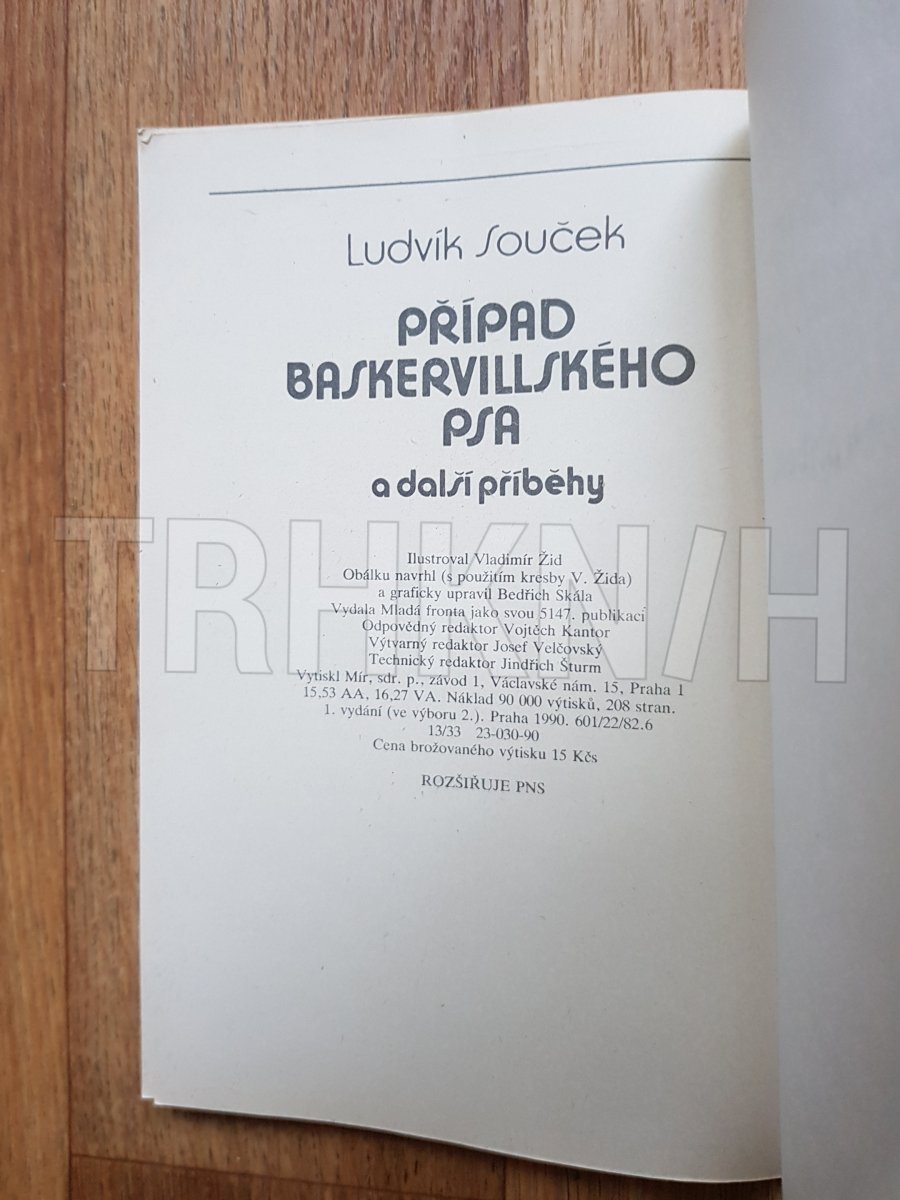 Ludvík Souček
PŘÍPAD
BASKERVILLSKÉHO
PSA
a další příběhy
Ilustroval Vladimír Žid
Obálku navrhl (s použitím kresby V. Žida)
a graficky upravil Bedřich Skála
Vydala Mladá fronta jako svou 5147. publikaci
Odpovědný redaktor Vojtěch Kantor
Výtvarný redaktor Josef Velčovský
Technický redaktor Jindřich Šturm
Vytiskl Mír, sdr. p., závod 1, Václavské nám. 15, Praha 1
15,53 AA, 16,27 VA. Náklad 90 000 výtisků, 208 stran.
1. vydání (ve výboru 2.). Praha 1990. 601/22/82.6
13/33 23-030-90
Cena brožovaného výtisku 15 Kčs
ROZŠIŘUJE PNS
TRHKNIH